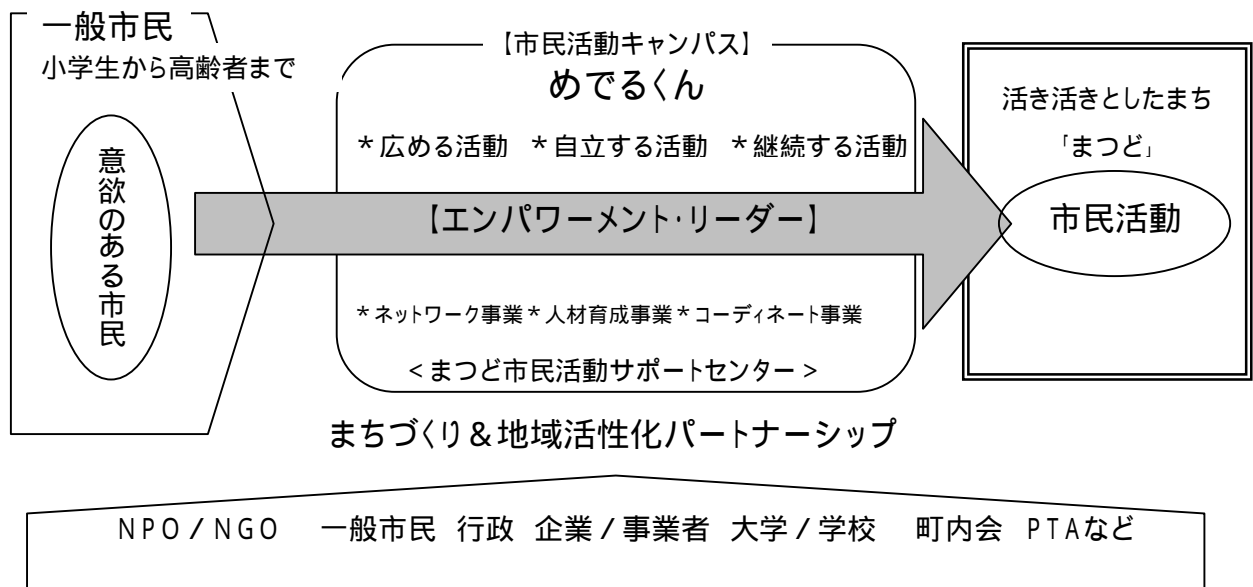 一般市民
小学生から高齢者まで
意欲のある市民
【市民活動キャンパス】
めでるくん
*広める活動 *自立する活動 *継続する活動
【エンパワーメント・リーダー】
*ネットワーク事業*人材育成事業*コーディネート事業
<まつど市民活動サポートセンター>
活き活きとしたまち
「まつど」
市民活動
まちづくり&地域活性化パートナーシップ
NPO/NGO 一般市民 行政 企業/事業者 大学/学校 町内会 PTAなど